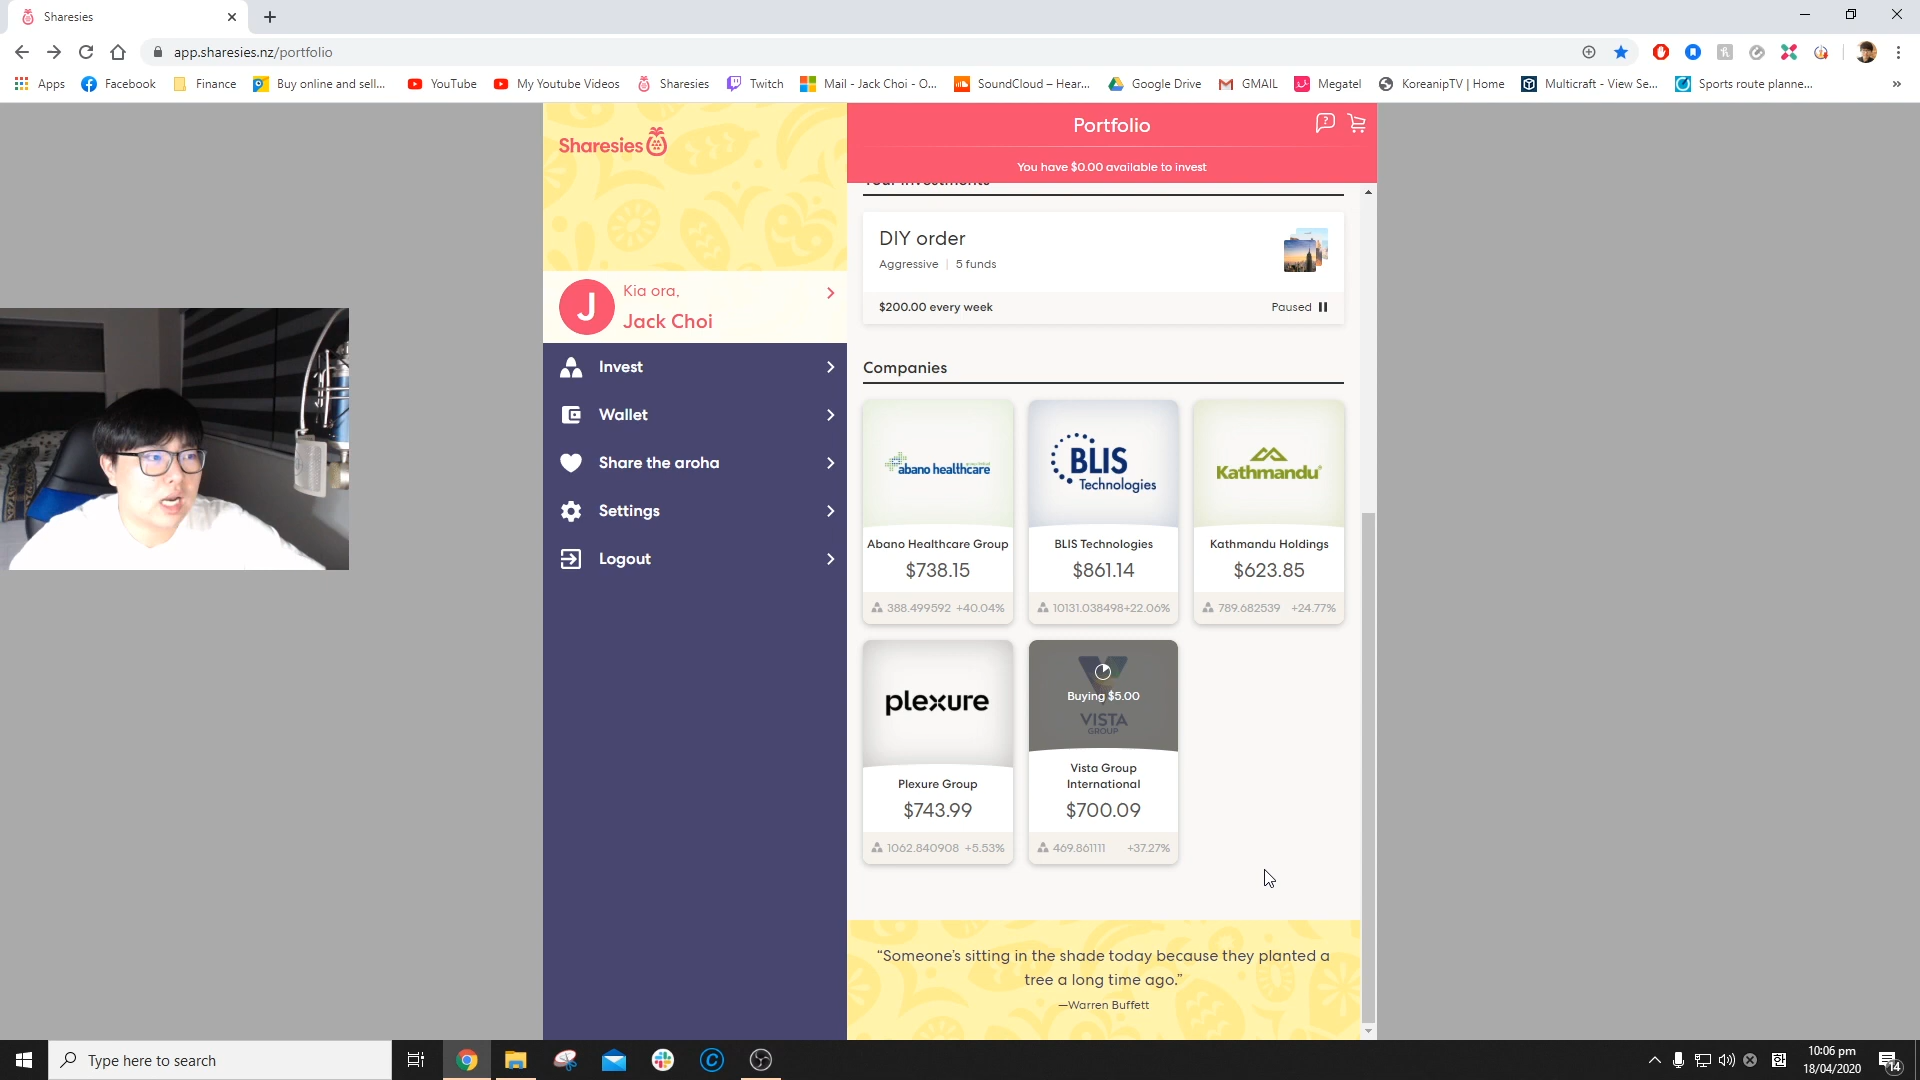 Sharesies
app.sharesies.nz/portfolio
Apps
Facebook
Finance
Buy online and sell...
YouTube
My Youtube Videos
Sharesies
Twitch
Mail - Jack Choi - O...
SoundCloud – Hear...
Google Drive
GMAIL
Megatel
KoreanipTV | Home
Multicraft - View Se...
Sports route planne...
»
Sharesies
J
Kia ora,
Jack Choi
Invest
Wallet
Share the aroha
Settings
Logout
Portfolio
You have $0.00 available to invest
Your investments
DIY order
Aggressive | 5 funds
$200.00 every week
Paused
Companies
abano healthcare
Abano Healthcare Group
$738.15
388.499592 +40.04%
BLIS
Technologies
BLIS Technologies
$861.14
10131.038498+22.06%
Kathmandu
Kathmandu Holdings
$623.85
789.682539 +24.77%
plexure
Plexure Group
$743.99
1062.840908 +5.53%
Buying $5.00
VISTA
GROUP
Vista Group
International
$700.09
469.861111 +37.27%
“Someone's sitting in the shade today because they planted a
tree a long time ago.”
—Warren Buffett
Type here to search
10:06 pm
18/04/2020
14